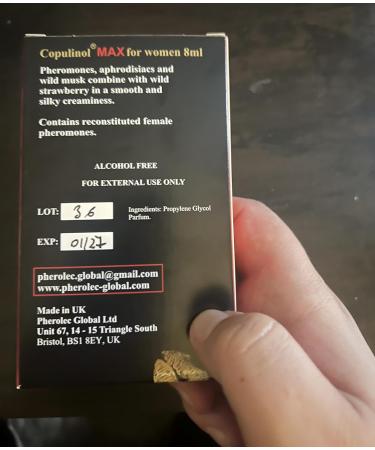 Copulinol® MAX for women 8ml
Pheromones, aphrodisiacs and
wild musk combine with wild
strawberry in a smooth and
silky creaminess.
Contains reconstituted female
pheromones.
ALCOHOL FREE
FOR EXTERNAL USE ONLY
LOT: 36
Ingredients: Propylene Glycol
Parfum.
EXP: 01/27
pherolec.global@gmail.com
www.pherolec-global.com
Made in UK
Pherolec Global Ltd
Unit 67, 14 - 15 Triangle South
Bristol, BS1 8EY, UK